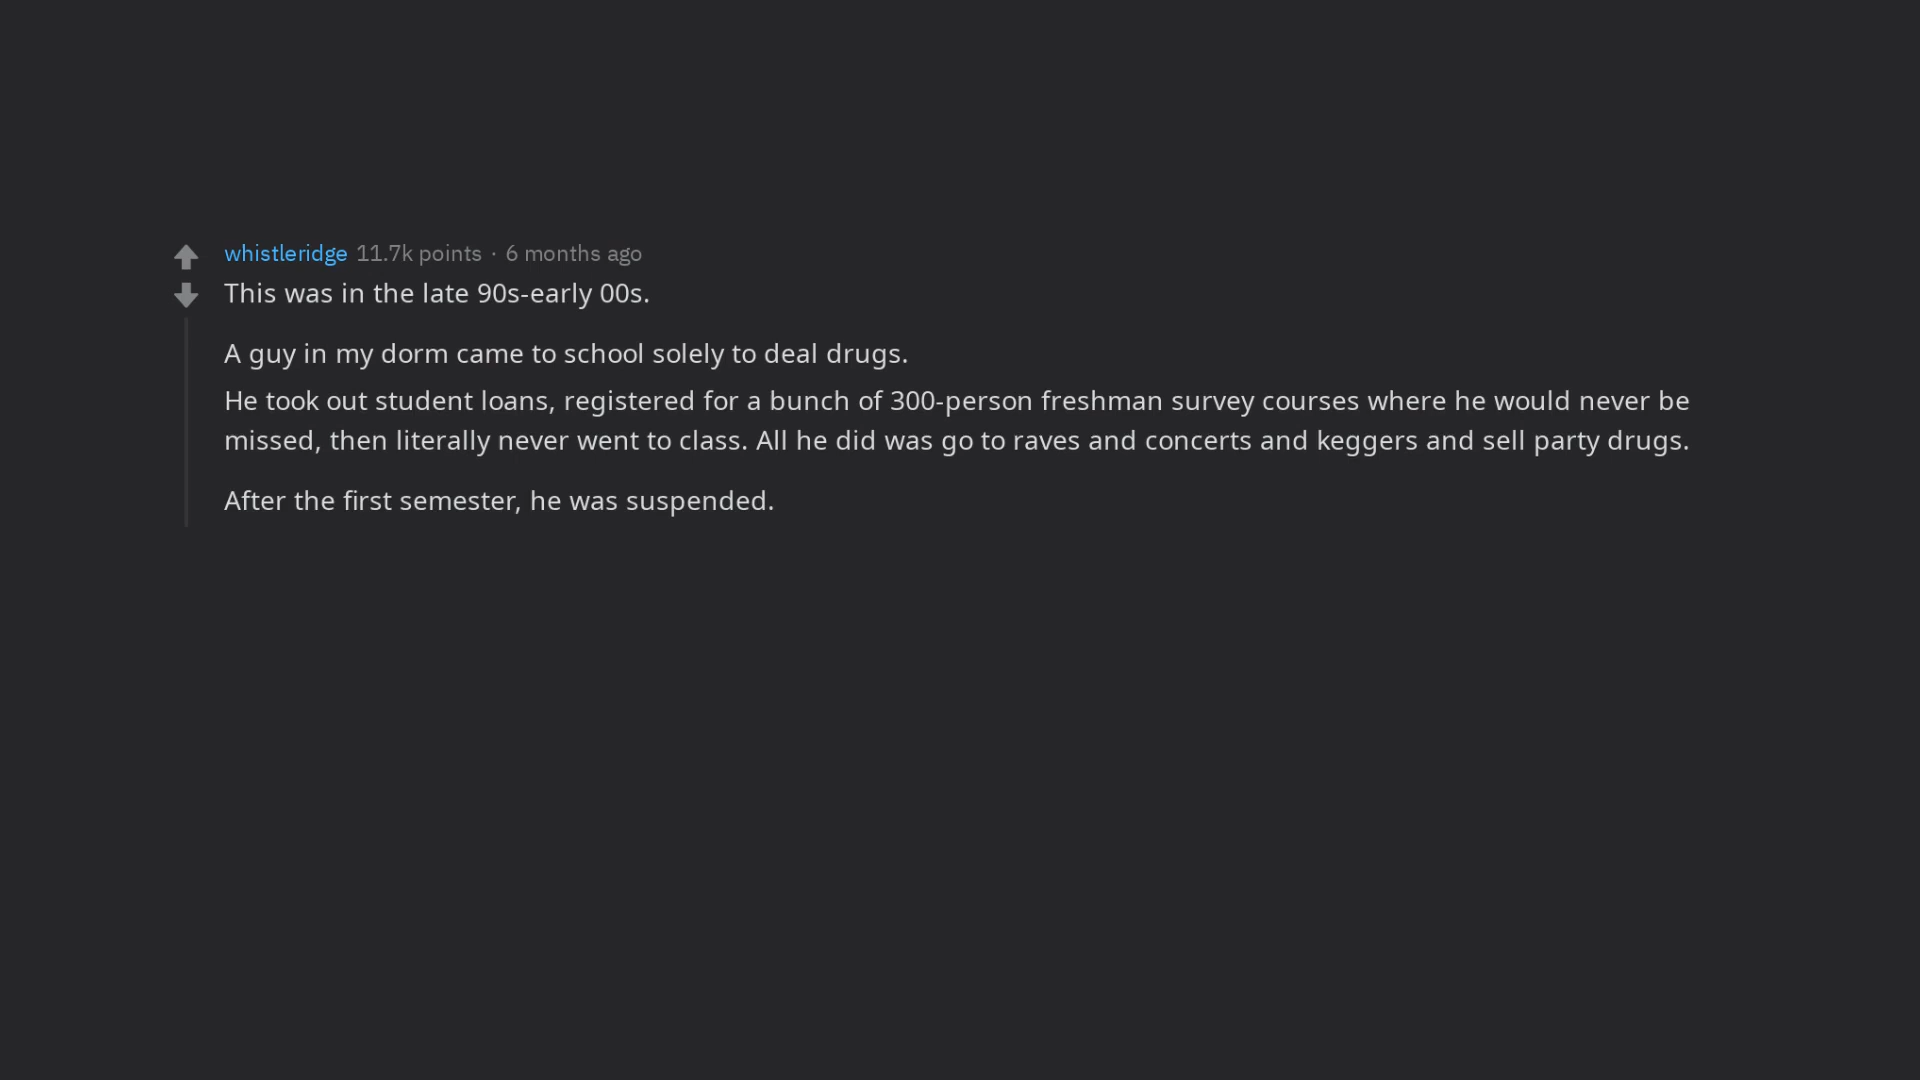 whistleridge 11.7k points · 6 months ago
This was in the late 90s-early 00s.
A guy in my dorm came to school solely to deal drugs.
He took out student loans, registered for a bunch of 300-person freshman survey courses where he would never be
missed, then literally never went to class. All he did was go to raves and concerts and keggers and sell party drugs.
After the first semester, he was suspended.